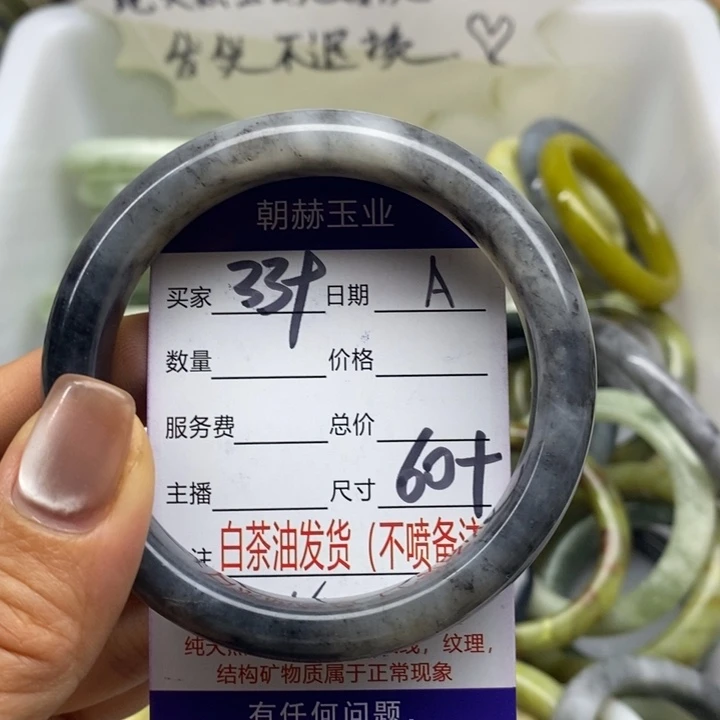 售出不退换
朝赫玉业
买家 33+ 日期 A
数量 价格
服务费 总价
主播 尺寸 60+
注 白茶油发货（不喷备注
纯天然 线，纹理，
结构矿物质属于正常现象
有任何问题，